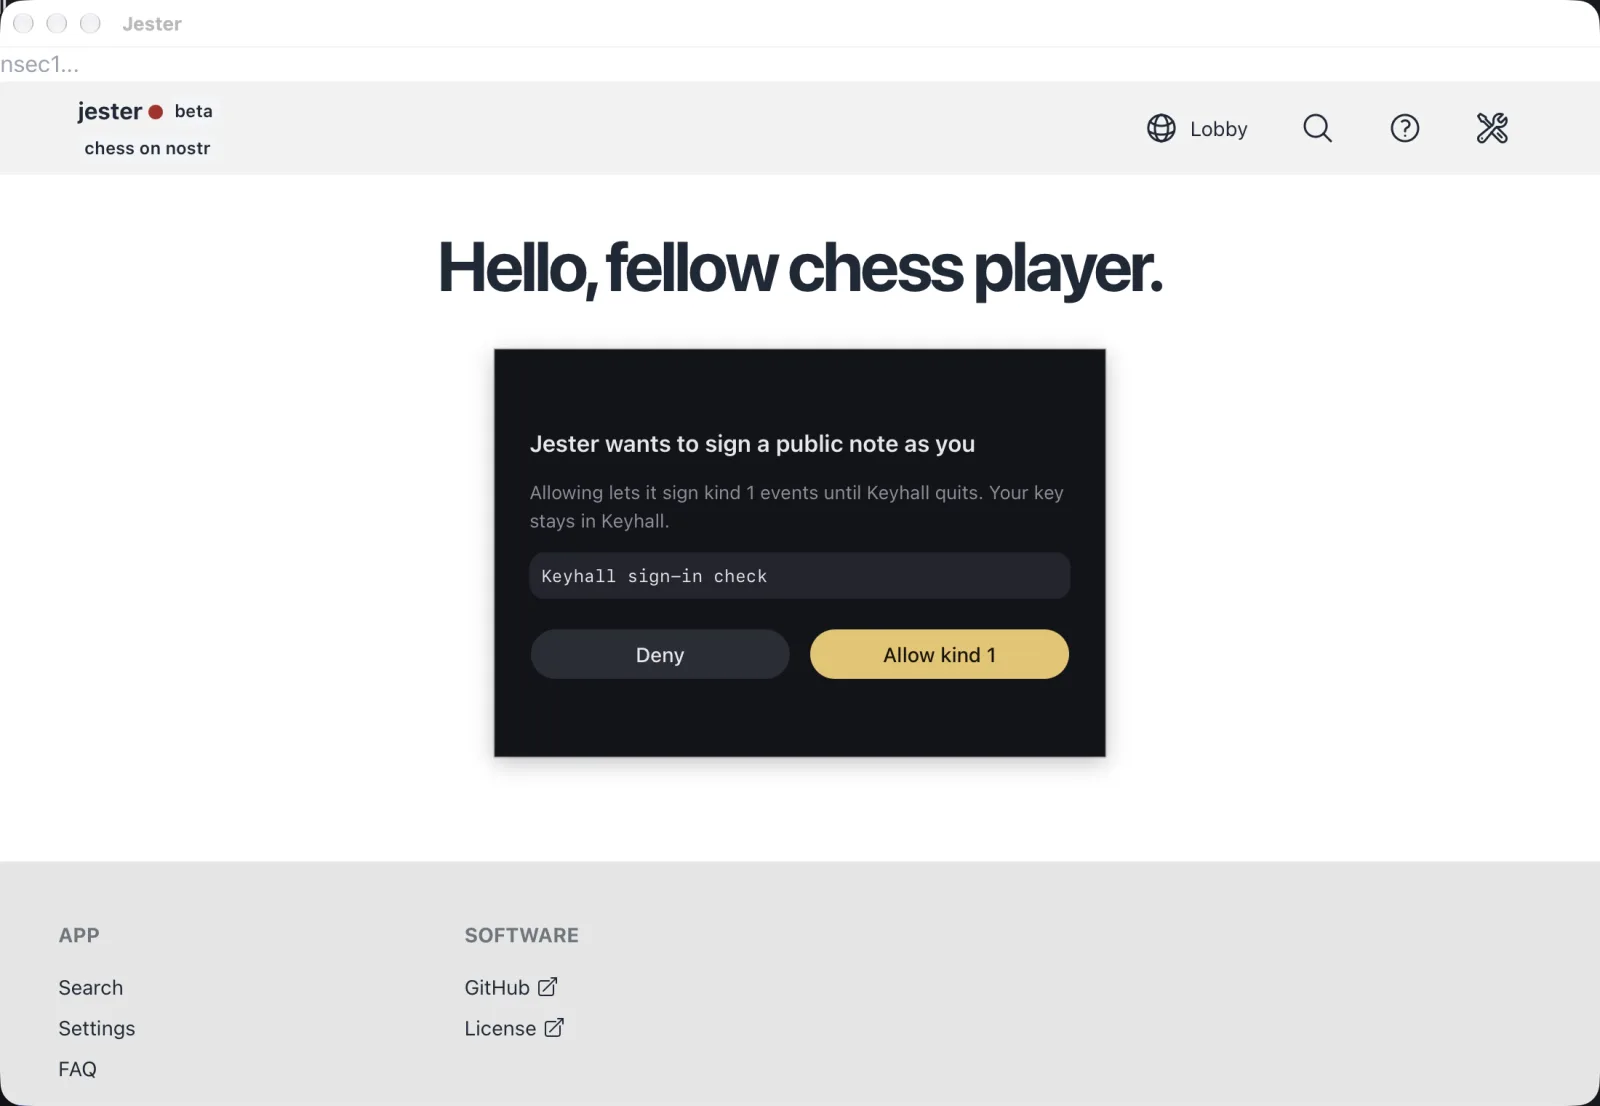 Jester
nsec1...
jester beta
chess on nostr
Lobby
Hello, fellow chess player.
Jester wants to sign a public note as you
Allowing lets it sign kind 1 events until Keyhall quits. Your key
stays in Keyhall.
Keyhall sign-in check
Deny
Allow kind 1
APP
Search
Settings
FAQ
SOFTWARE
GitHub
License